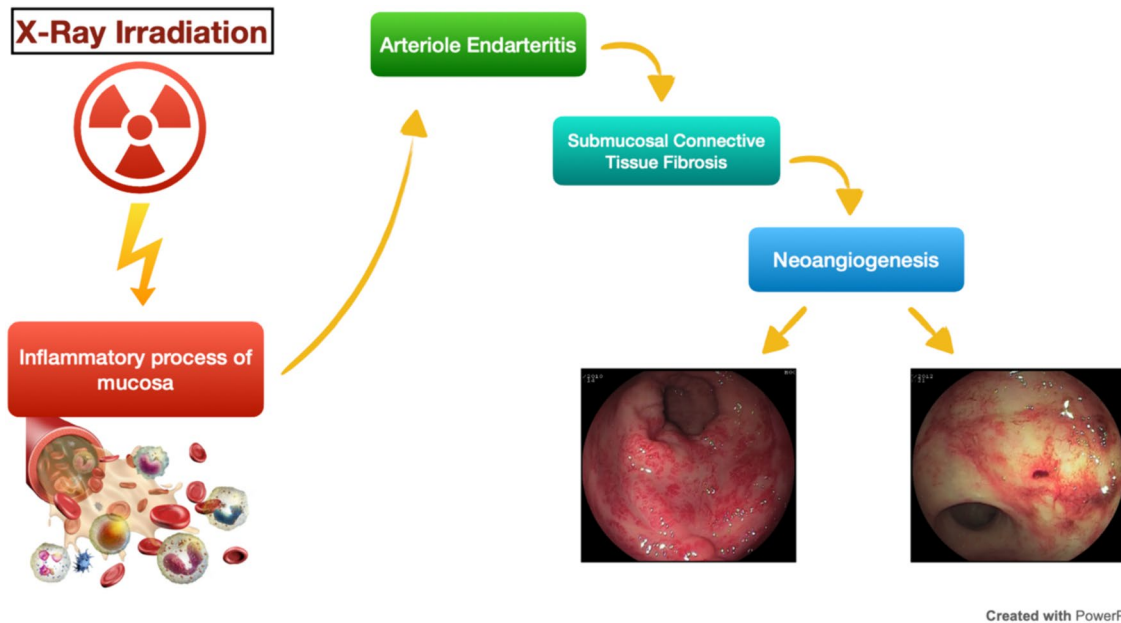 X-Ray Irradiation
Arteriole Endarteritis
Submucosal Connective
Tissue Fibrosis
Neoangiogenesis
Inflammatory process of
mucosa
Created with PowerP